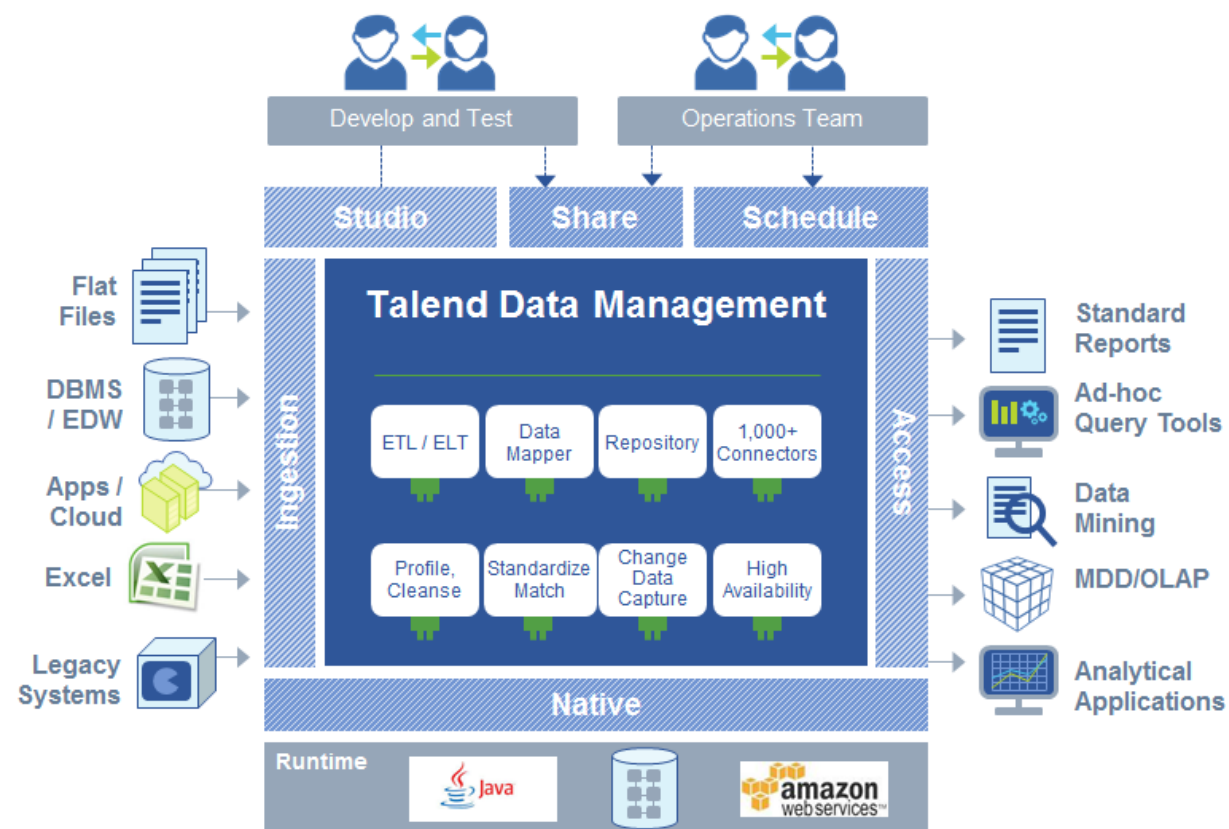 Develop and Test
Operations Team
Studio
Share
Schedule
Flat
Files
DBMS
/ EDW
Apps /
Cloud
Excel
Legacy
Systems
Ingestion
Talend Data Management
ETL / ELT
Data
Mapper
Repository
1,000+
Connectors
Profile,
Cleanse
Standardize
Match
Change
Data
Capture
High
Availability
Access
Standard
Reports
Ad-hoc
Query Tools
Data
Mining
MDD/OLAP
Analytical
Applications
Native
Runtime
Java
amazon
webservices™